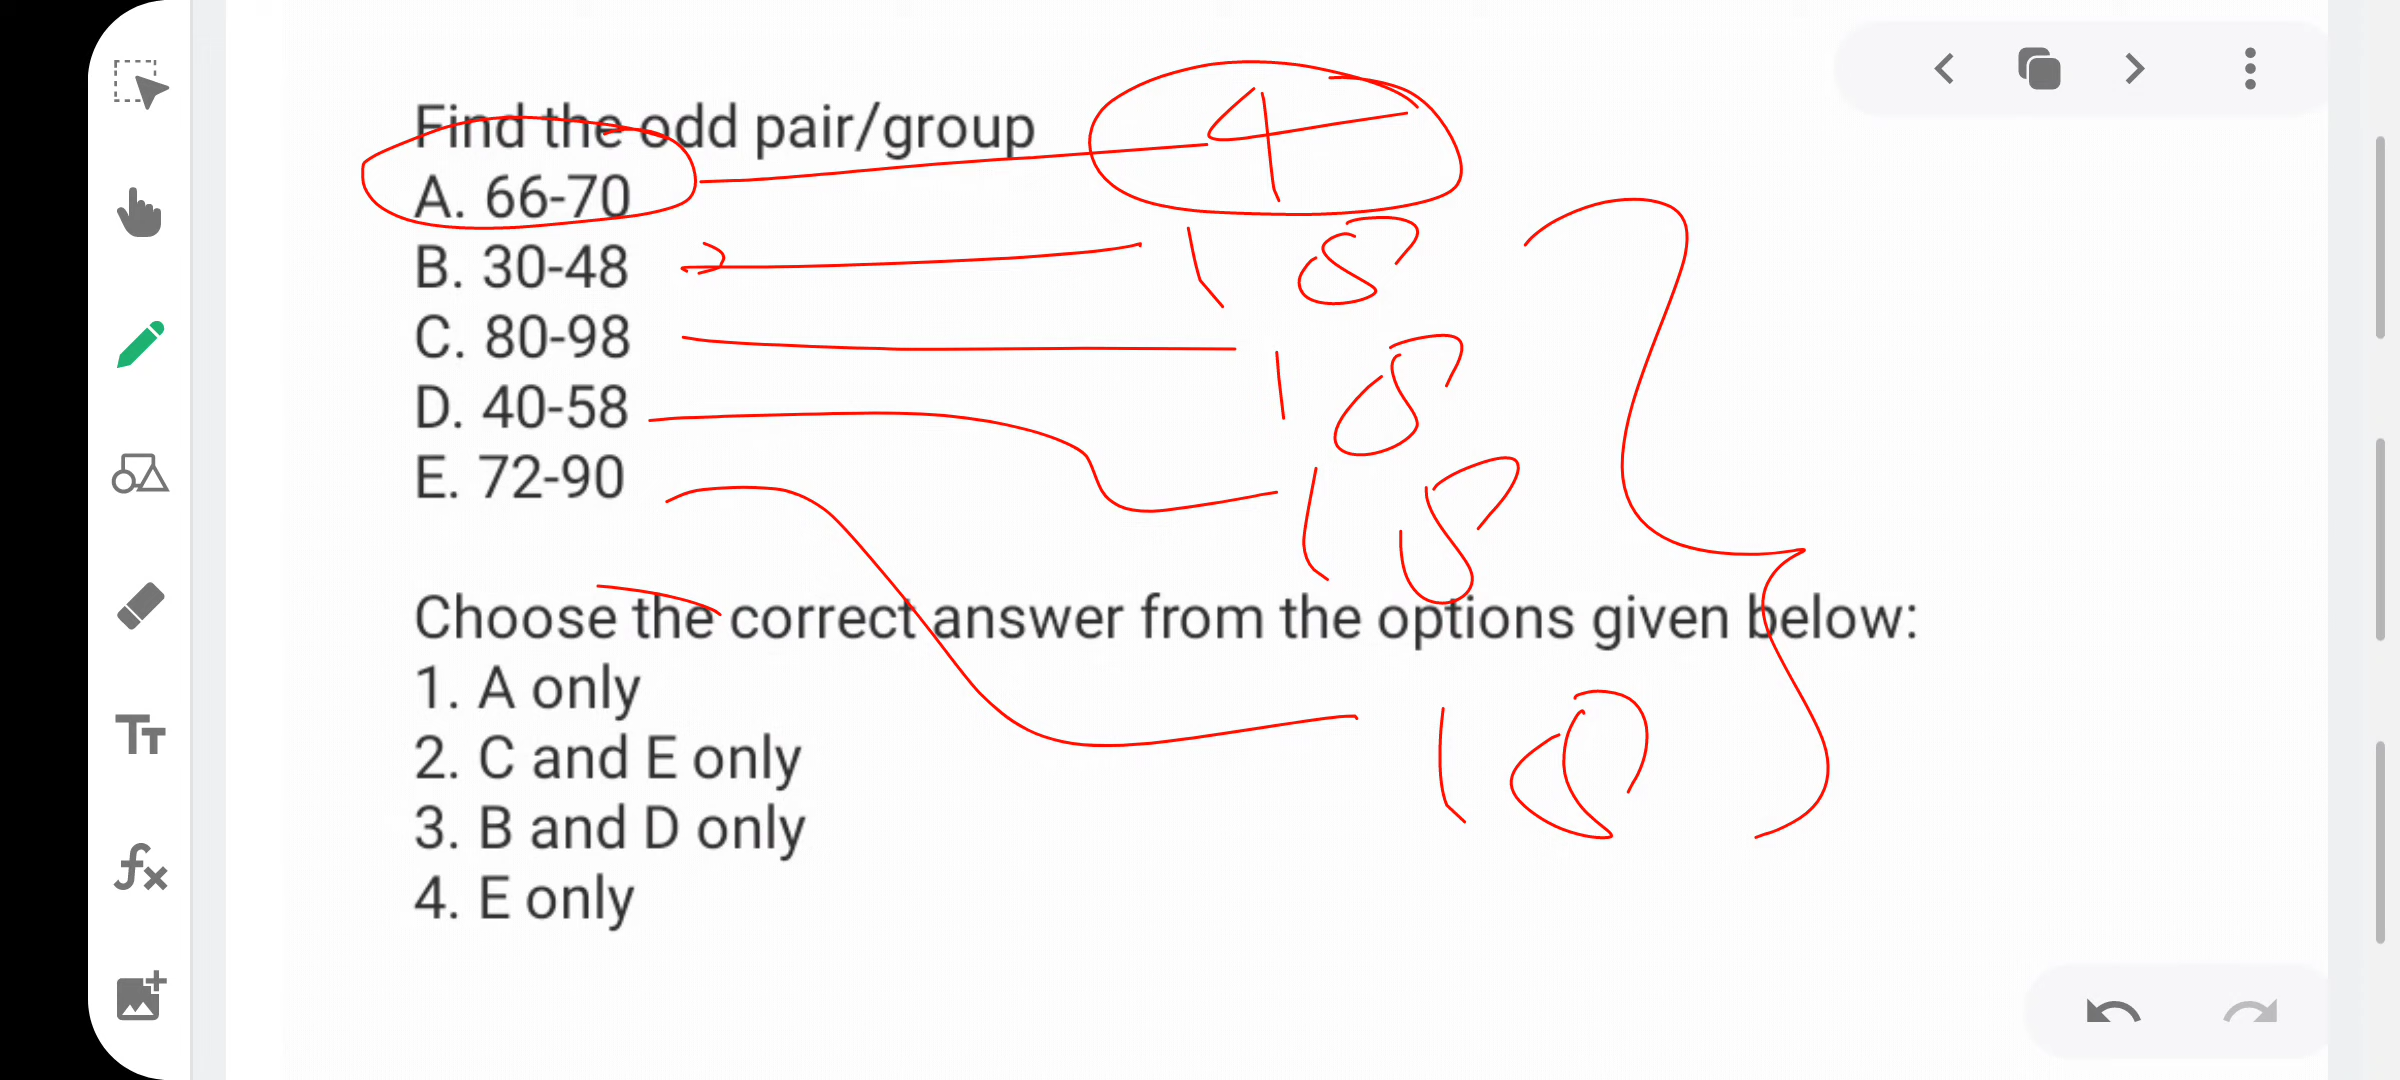 Find the odd pair/group
4
A. 66-70
B. 30-48
18
C. 80-98
18
D. 40-58
18
E. 72-90
Choose the correct answer from the options given below:
1. A only
18
2. C and E only
3. B and D only
4. E only